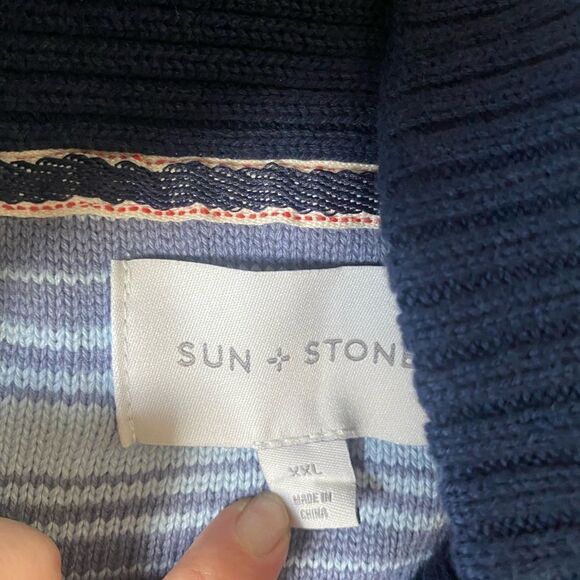 SUN + STONE
XXL
MADE IN
CHINA